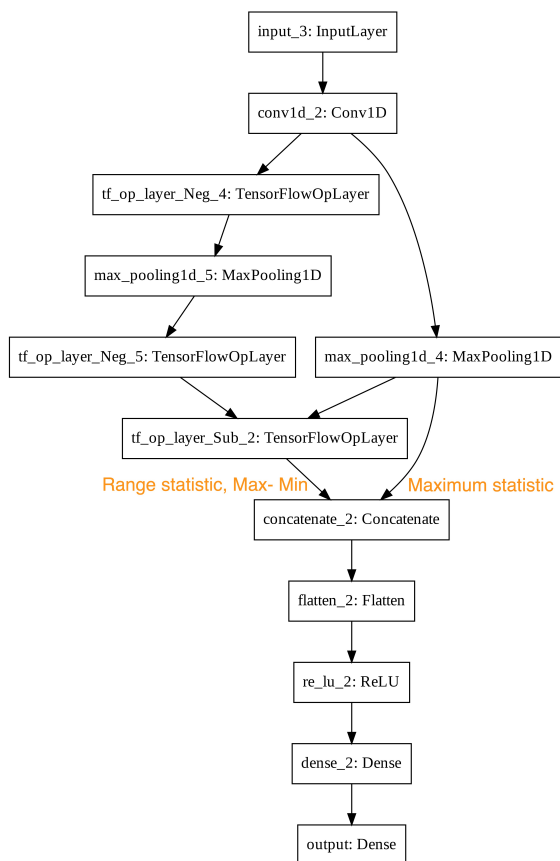 input_3: InputLayer
conv1d_2: Conv1D
tf_op_layer_Neg_4: TensorFlowOpLayer
max_pooling1d_5: MaxPooling1D
tf_op_layer_Neg_5: TensorFlowOpLayer
max_pooling1d_4: MaxPooling1D
tf_op_layer_Sub_2: TensorFlowOpLayer
Range statistic, Max- Min
Maximum statistic
concatenate_2: Concatenate
flatten_2: Flatten
re_lu_2: ReLU
dense_2: Dense
output: Dense